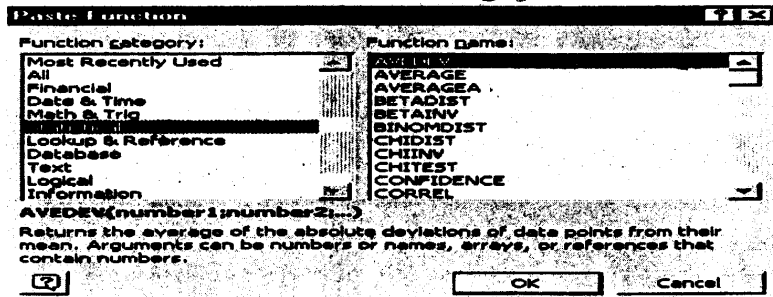 Paste Function
Function category:
Most Recently Used
All
Financial
Date & Time
Math & Trig
Lookup & Reference
Database
Text
Logical
Information
Function name:
AVEDEV
AVERAGE
AVERAGEA
BETADIST
BETAINV
BINOMDIST
CHIDIST
CHIINV
CHITEST
CONFIDENCE
CORREL
AVEDEV(number1;number2;...)
Returns the average of the absolute deviations of data points from their
mean. Arguments can be numbers or names, arrays, or references that
contain numbers.
OK
Cancel